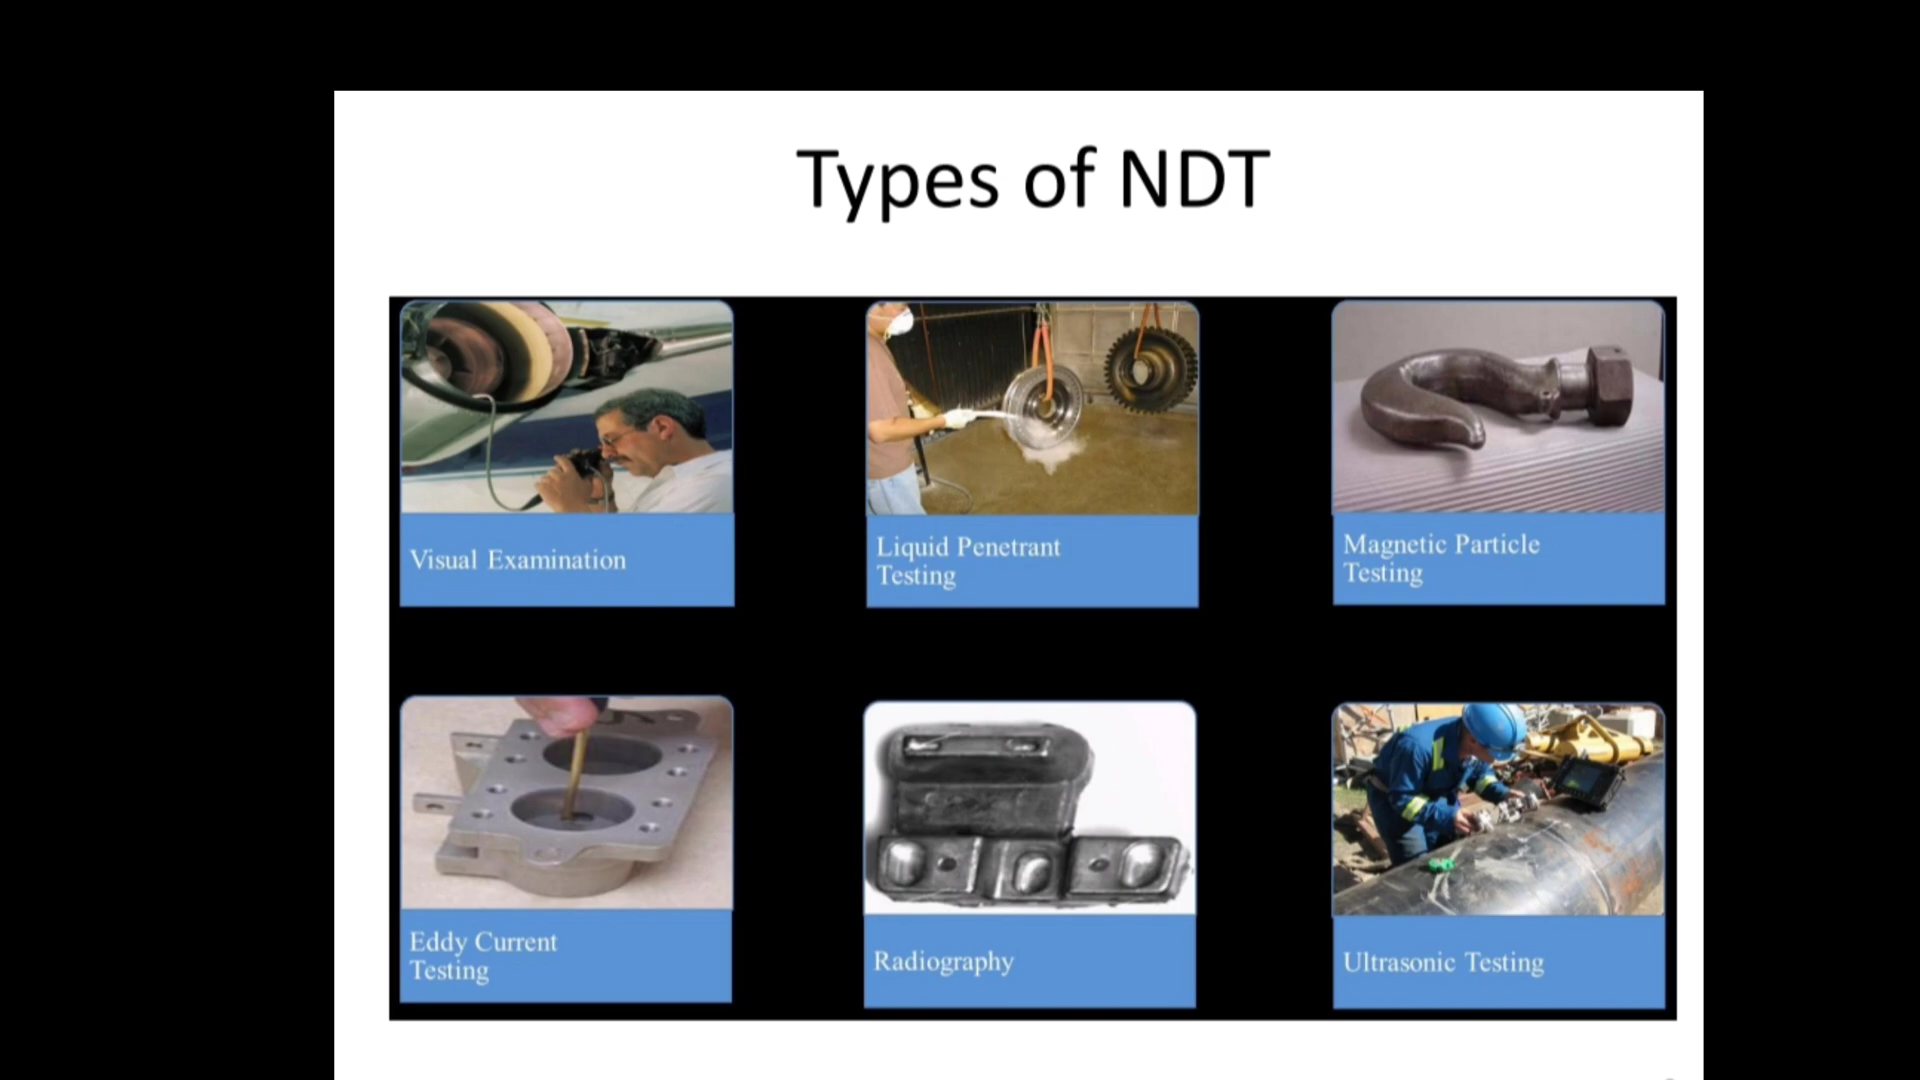 Types of NDT
Visual Examination
Liquid Penetrant
Testing
Magnetic Particle
Testing
Eddy Current
Testing
Radiography
Ultrasonic Testing